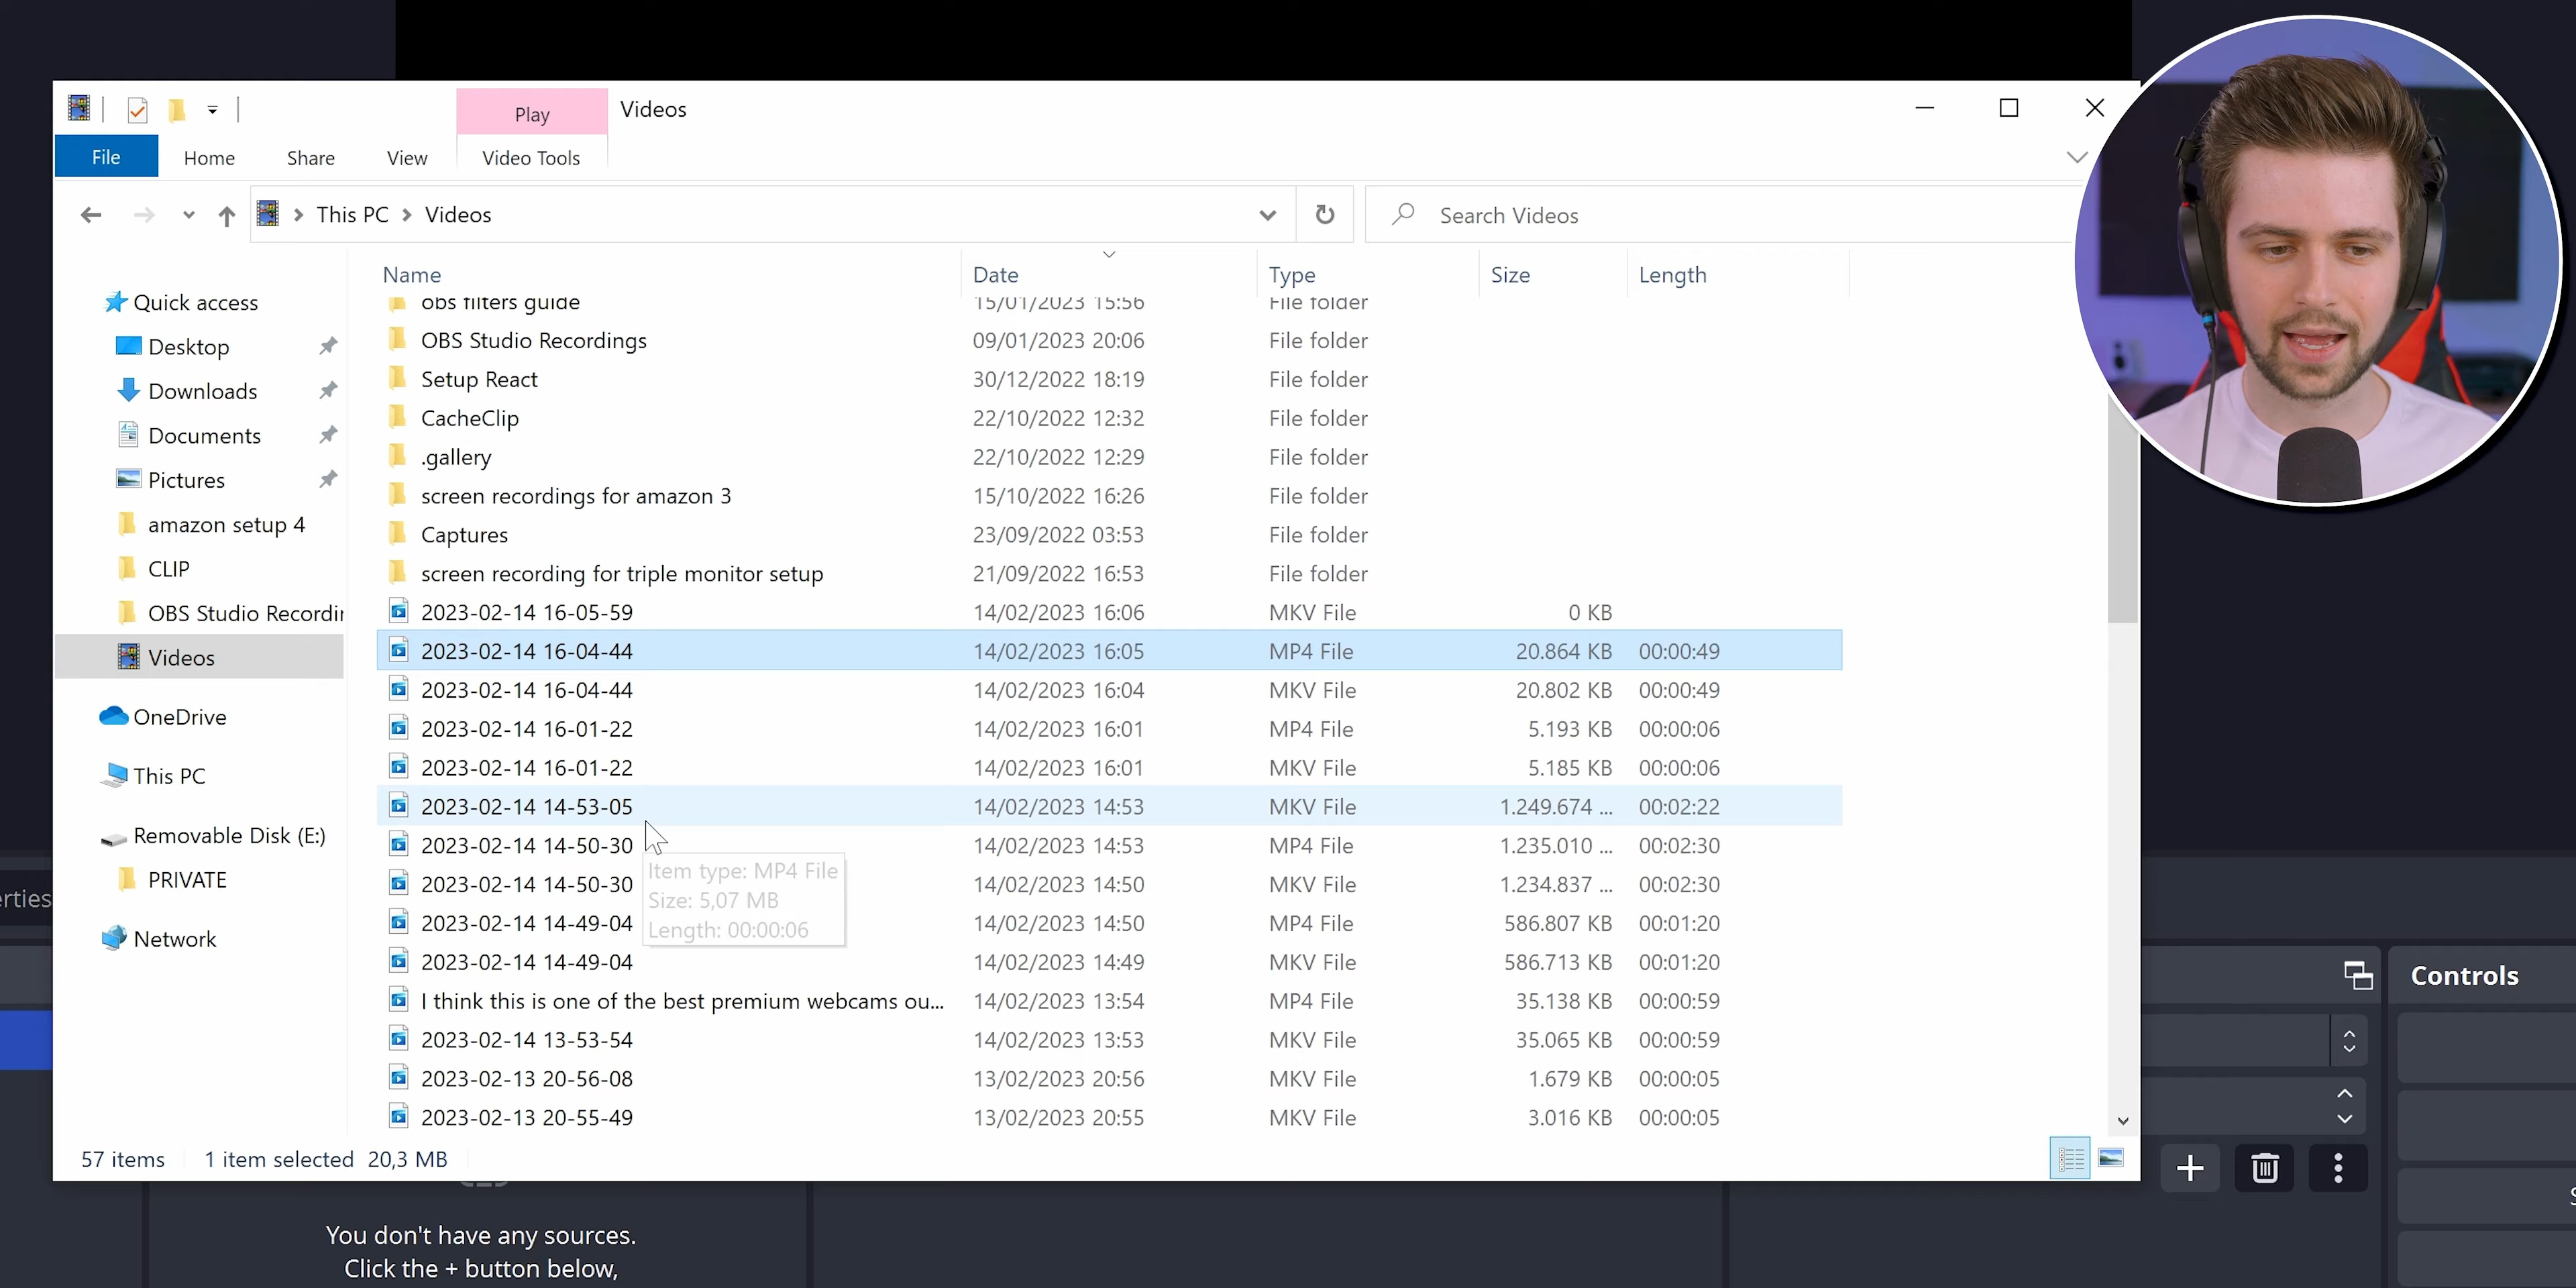 Play Videos
File Home Share View Video Tools
This PC Videos Search Videos
Name Date Type Size Length
Quick access
Desktop
Downloads
Documents
Pictures
amazon setup 4
CLIP
OBS Studio Recordin
Videos
OneDrive
This PC
Removable Disk (E:)
PRIVATE
Network
obs filters guide 15/01/2023 15:56 File folder
OBS Studio Recordings 09/01/2023 20:06 File folder
Setup React 30/12/2022 18:19 File folder
CacheClip 22/10/2022 12:32 File folder
.gallery 22/10/2022 12:29 File folder
screen recordings for amazon 3 15/10/2022 16:26 File folder
Captures 23/09/2022 03:53 File folder
screen recording for triple monitor setup 21/09/2022 16:53 File folder
2023-02-14 16-05-59 14/02/2023 16:06 MKV File 0 KB
2023-02-14 16-04-44 14/02/2023 16:05 MP4 File 20.864 KB 00:00:49
2023-02-14 16-04-44 14/02/2023 16:04 MKV File 20.802 KB 00:00:49
2023-02-14 16-01-22 14/02/2023 16:01 MP4 File 5.193 KB 00:00:06
2023-02-14 16-01-22 14/02/2023 16:01 MKV File 5.185 KB 00:00:06
2023-02-14 14-53-05 14/02/2023 14:53 MKV File 1.249.674 ... 00:02:22
2023-02-14 14-50-30 14/02/2023 14:53 MP4 File 1.235.010 ... 00:02:30
2023-02-14 14-50-30 14/02/2023 14:50 MKV File 1.234.837 ... 00:02:30
2023-02-14 14-49-04 14/02/2023 14:50 MP4 File 586.807 KB 00:01:20
2023-02-14 14-49-04 14/02/2023 14:49 MKV File 586.713 KB 00:01:20
I think this is one of the best premium webcams ou... 14/02/2023 13:54 MP4 File 35.138 KB 00:00:59
2023-02-14 13-53-54 14/02/2023 13:53 MKV File 35.065 KB 00:00:59
2023-02-13 20-56-08 13/02/2023 20:56 MKV File 1.679 KB 00:00:05
2023-02-13 20-55-49 13/02/2023 20:55 MKV File 3.016 KB 00:00:05
Item type: MP4 File
Size: 5,07 MB
Length: 00:00:06
57 items 1 item selected 20,3 MB
erties
Controls
You don't have any sources.
Click the + button below,